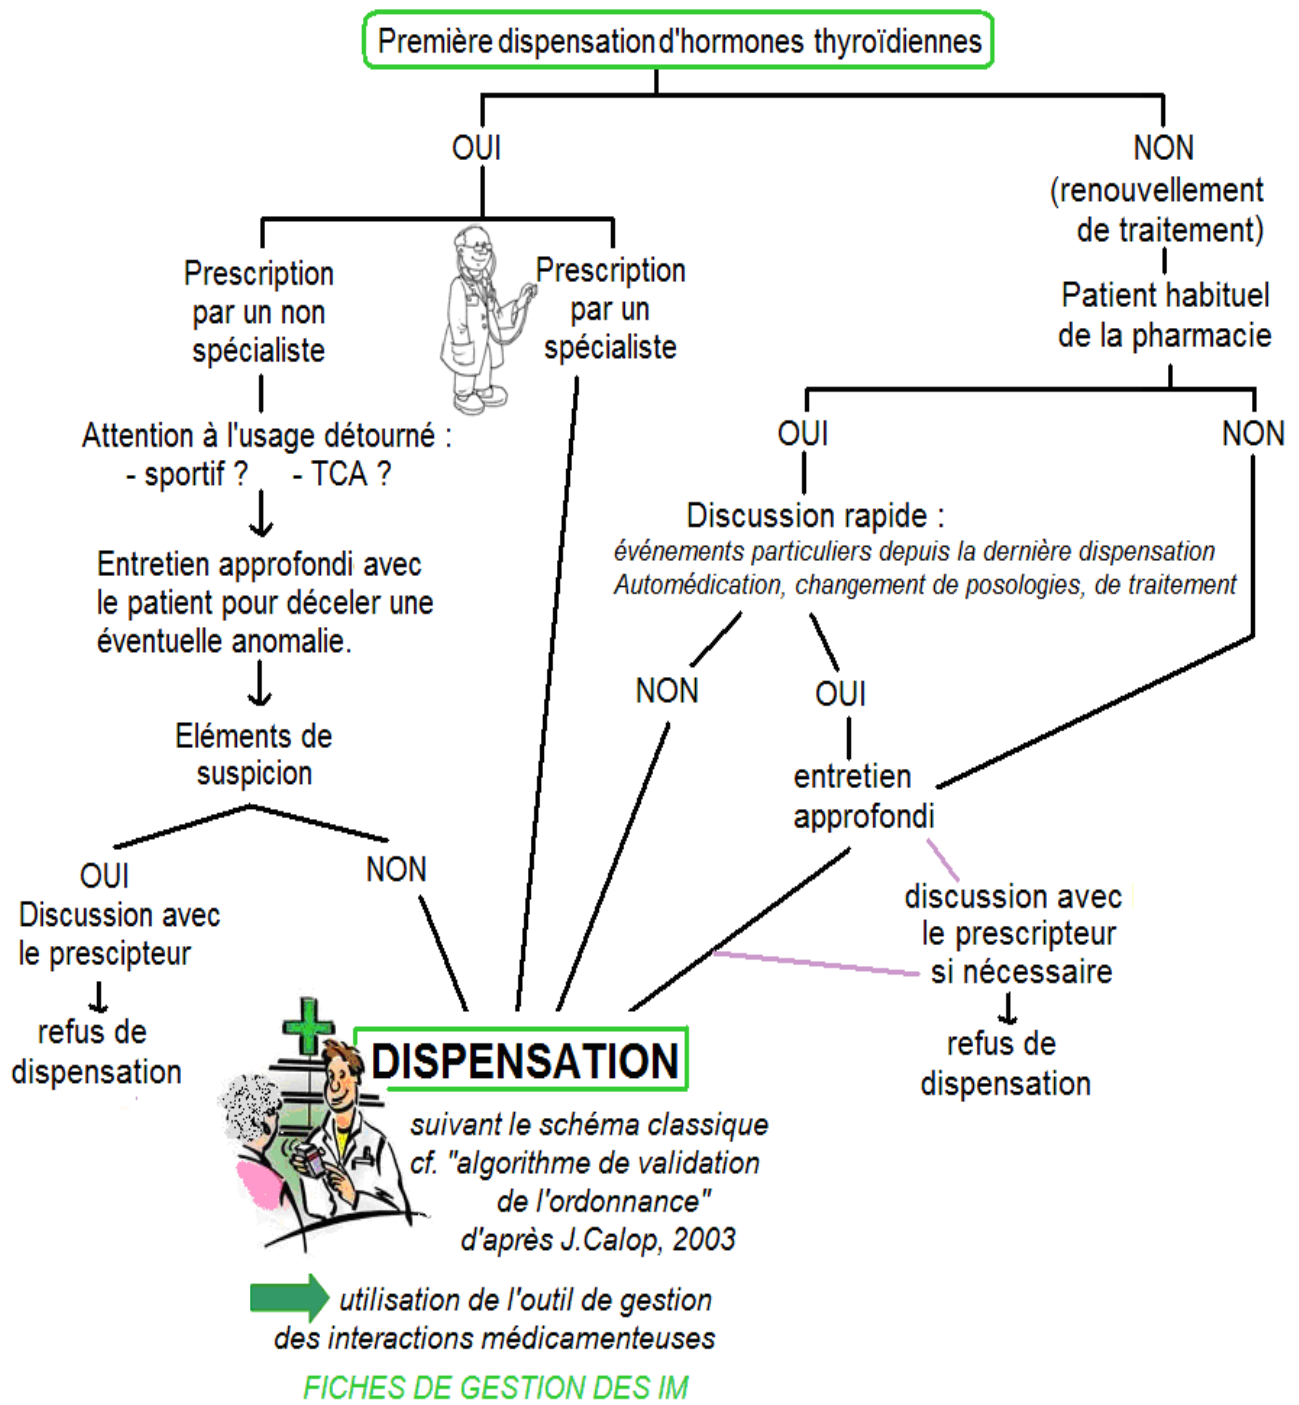 Première dispensation d'hormones thyroïdiennes
OUI
NON
(renouvellement
de traitement)
Prescription
par un non
spécialiste
Prescription
par un
spécialiste
Patient habituel
de la pharmacie
Attention à l'usage détourné :
- sportif ? - TCA ?
OUI
NON
Entretien approfondi avec
le patient pour déceler une
éventuelle anomalie.
Discussion rapide :
événements particuliers depuis la dernière dispensation
Automédication, changement de posologies, de traitement
NON
OUI
Eléments de
suspicion
entretien
approfondi
OUI
Discussion avec
le prescipteur
NON
discussion avec
le prescripteur
si nécessaire
refus de
dispensation
refus de
dispensation
DISPENSATION
suivant le schéma classique
cf. "algorithme de validation
de l'ordonnance"
d'après J.Calop, 2003
utilisation de l'outil de gestion
des interactions médicamenteuses
FICHES DE GESTION DES IM